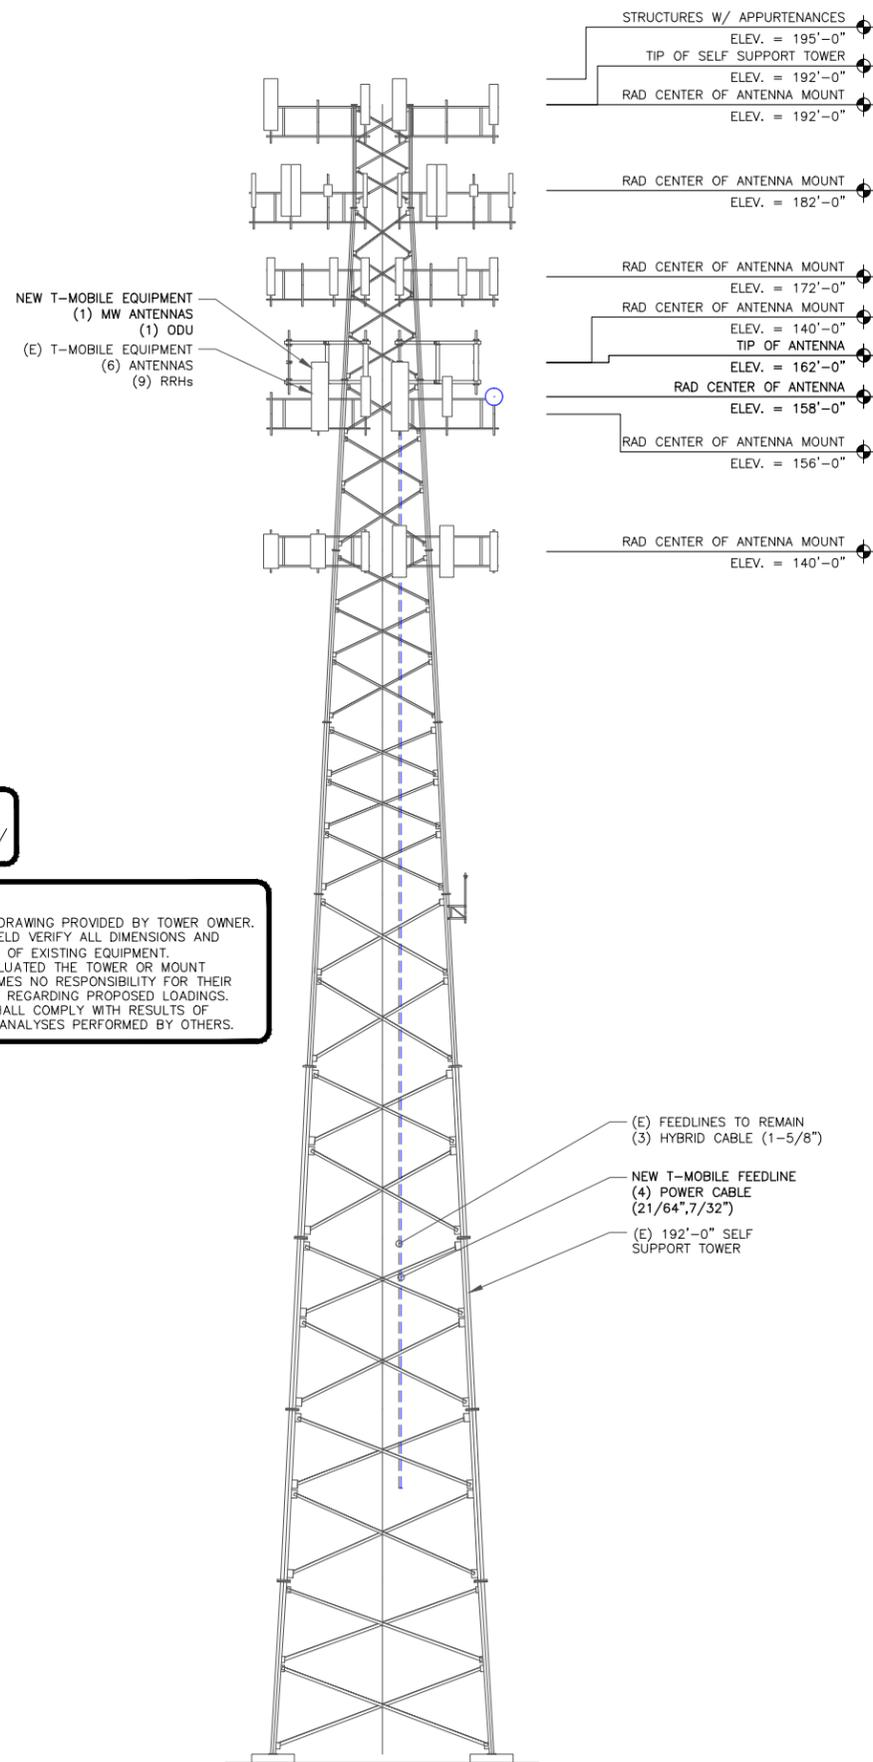 STRUCTURES W/ APPURTENANCES
ELEV. = 195'-0"
TIP OF SELF SUPPORT TOWER
ELEV. = 192'-0"
RAD CENTER OF ANTENNA MOUNT
ELEV. = 192'-0"
RAD CENTER OF ANTENNA MOUNT
ELEV. = 182'-0"
RAD CENTER OF ANTENNA MOUNT
ELEV. = 172'-0"
RAD CENTER OF ANTENNA MOUNT
ELEV. = 140'-0"
TIP OF ANTENNA
ELEV. = 162'-0"
RAD CENTER OF ANTENNA
ELEV. = 158'-0"
RAD CENTER OF ANTENNA MOUNT
ELEV. = 156'-0"
RAD CENTER OF ANTENNA MOUNT
ELEV. = 140'-0"
NEW T-MOBILE EQUIPMENT
(1) MW ANTENNAS
(1) ODU
(E) T-MOBILE EQUIPMENT
(6) ANTENNAS
(9) RRHs
DRAWING PROVIDED BY TOWER OWNER.
ELD VERIFY ALL DIMENSIONS AND
OF EXISTING EQUIPMENT.
LUATED THE TOWER OR MOUNT
MES NO RESPONSIBILITY FOR THEIR
REGARDING PROPOSED LOADINGS.
HALL COMPLY WITH RESULTS OF
ANALYSES PERFORMED BY OTHERS.
(E) FEEDLINES TO REMAIN
(3) HYBRID CABLE (1-5/8")
NEW T-MOBILE FEEDLINE
(4) POWER CABLE
(21/64",7/32")
(E) 192'-0" SELF
SUPPORT TOWER